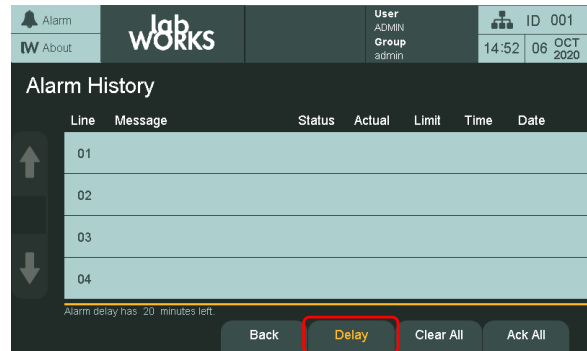 Alarm
lab
WORKS
User
ADMIN
Group
admin
ID 001
IW About
14:52 06 OCT 2020
Alarm History
Line Message Status Actual Limit Time Date
01
02
03
04
Alarm delay has 20 minutes left.
Back Delay Clear All Ack All